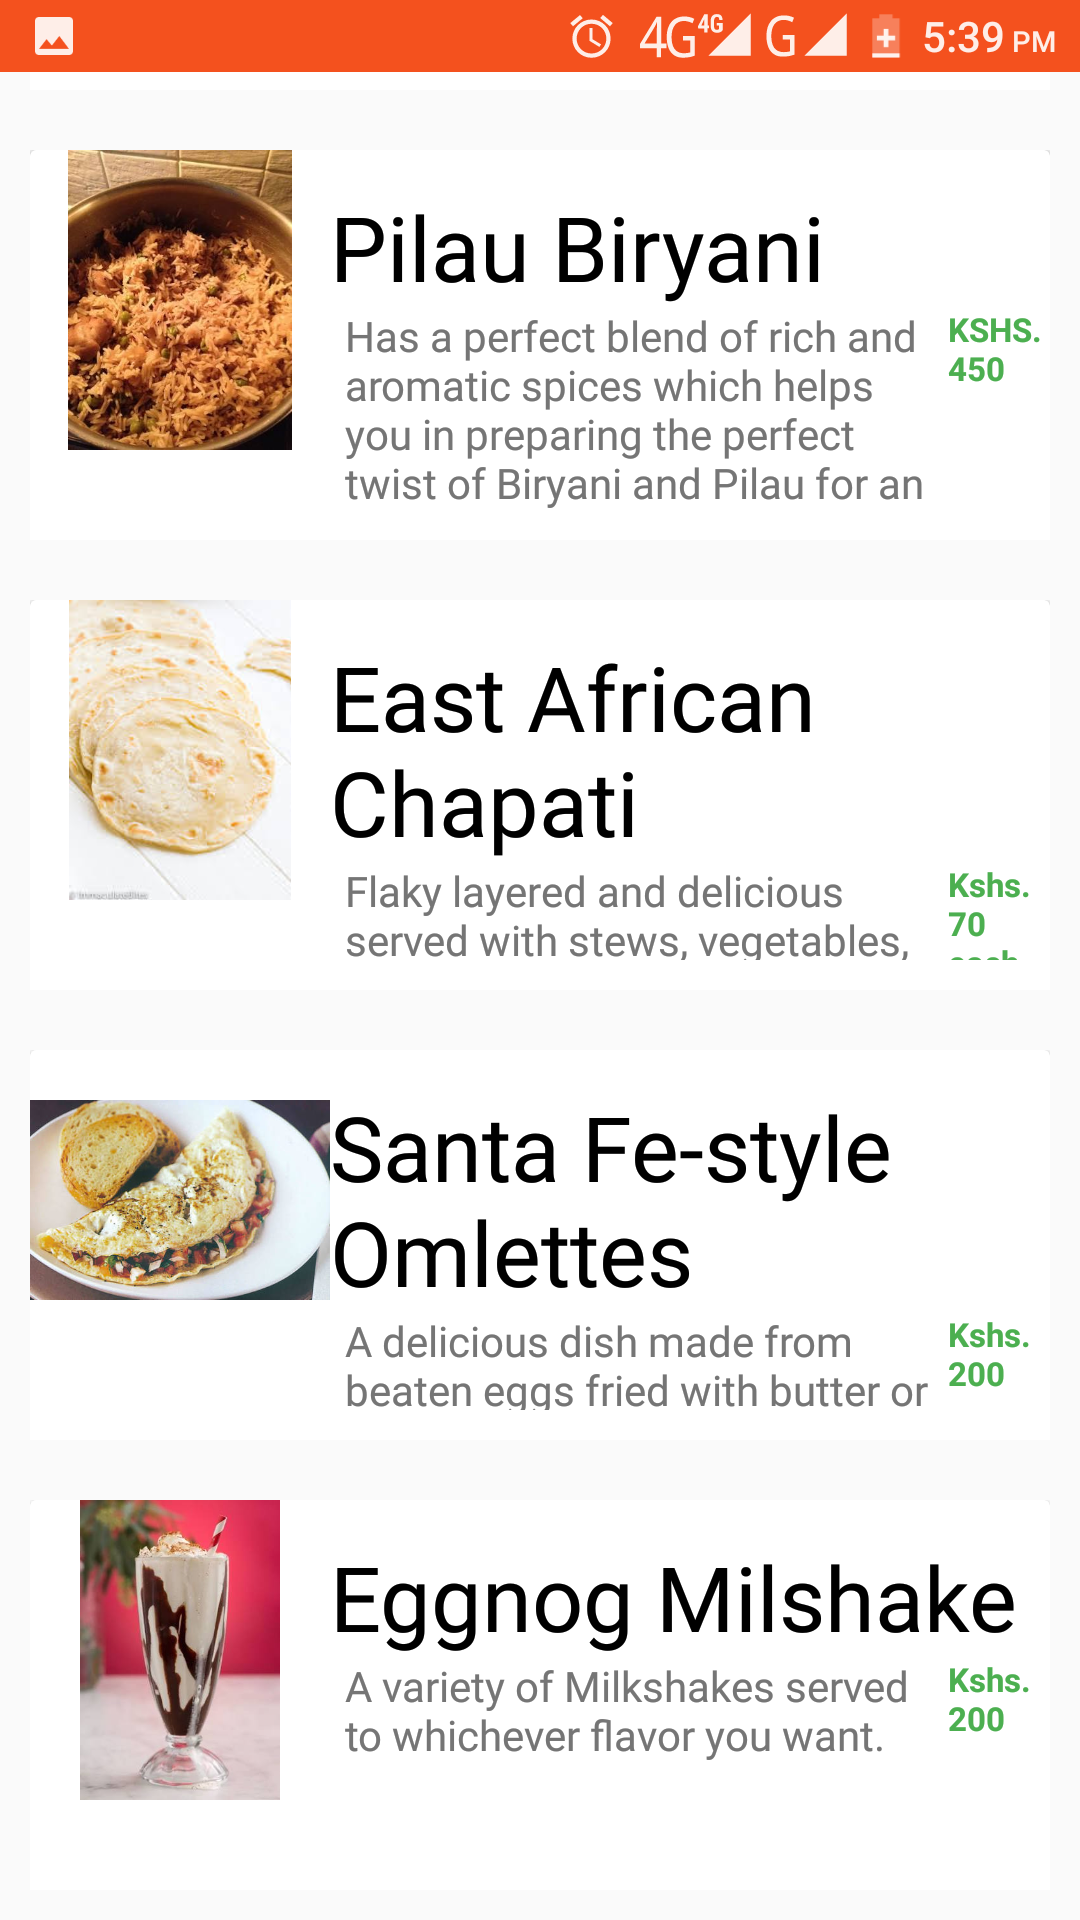 4G 4G G 5:39 PM
Pilau Biryani
Has a perfect blend of rich and
aromatic spices which helps
you in preparing the perfect
twist of Biryani and Pilau for an
KSHS.
450
East African
Chapati
Flaky layered and delicious
served with stews, vegetables,
Kshs.
70
each
Santa Fe-style
Omlettes
A delicious dish made from
beaten eggs fried with butter or
Kshs.
200
Eggnog Milshake
A variety of Milkshakes served
to whichever flavor you want.
Kshs.
200